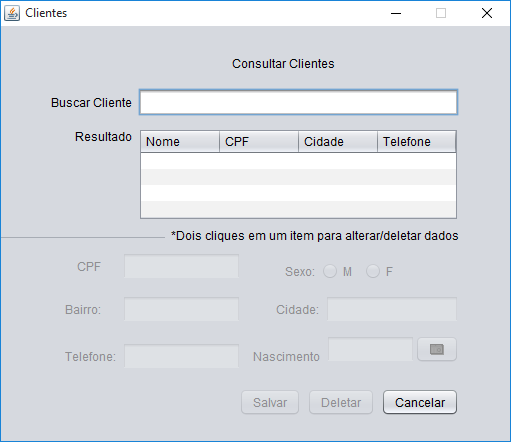 Clientes
Consultar Clientes
Buscar Cliente
Resultado
Nome CPF Cidade Telefone
*Dois cliques em um item para alterar/deletar dados
CPF Sexo: M F
Bairro: Cidade:
Telefone: Nascimento
Salvar Deletar Cancelar